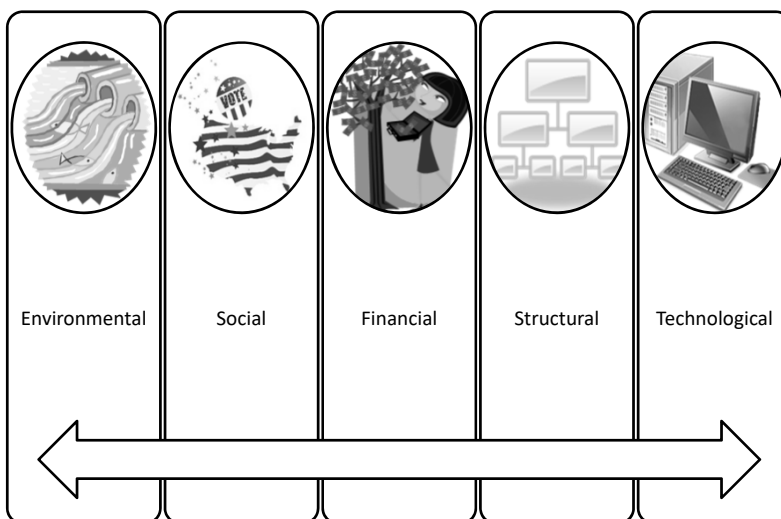 VOTE
Environmental
Social
Financial
Structural
Technological